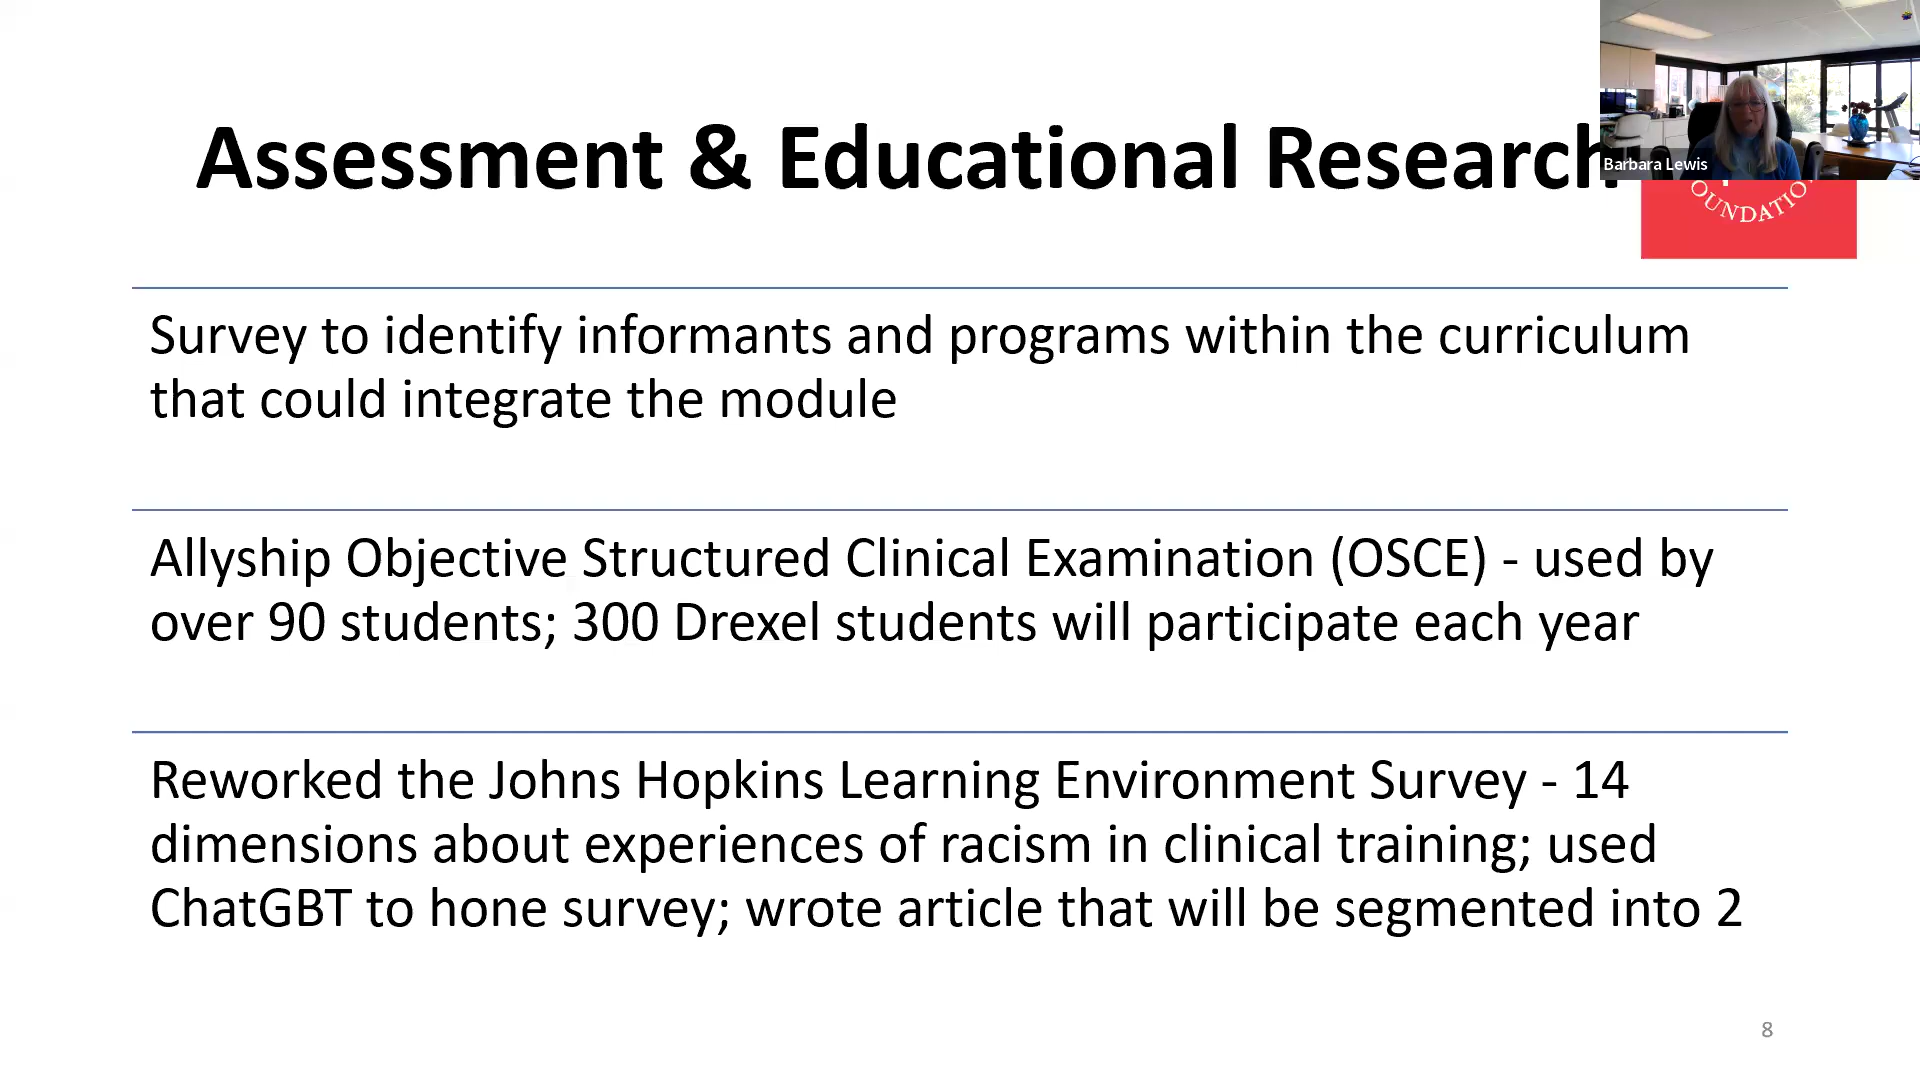 Assessment & Educational Research
Barbara Lewis
OUNDATIO
Survey to identify informants and programs within the curriculum
that could integrate the module
Allyship Objective Structured Clinical Examination (OSCE) - used by
over 90 students; 300 Drexel students will participate each year
Reworked the Johns Hopkins Learning Environment Survey - 14
dimensions about experiences of racism in clinical training; used
ChatGBT to hone survey; wrote article that will be segmented into 2
8